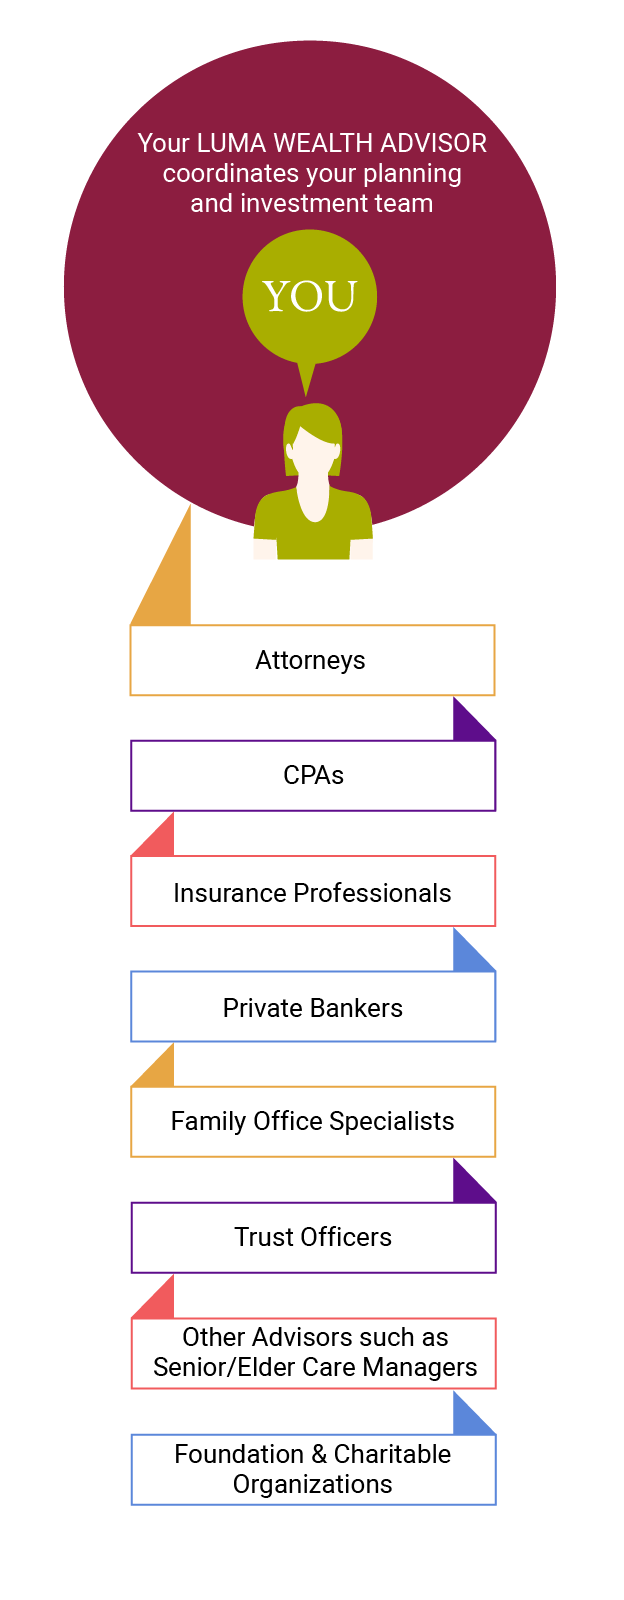 Your LUMA WEALTH ADVISOR
coordinates your planning
and investment team
YOU
Attorneys
CPAs
Insurance Professionals
Private Bankers
Family Office Specialists
Trust Officers
Other Advisors such as
Senior/Elder Care Managers
Foundation & Charitable
Organizations